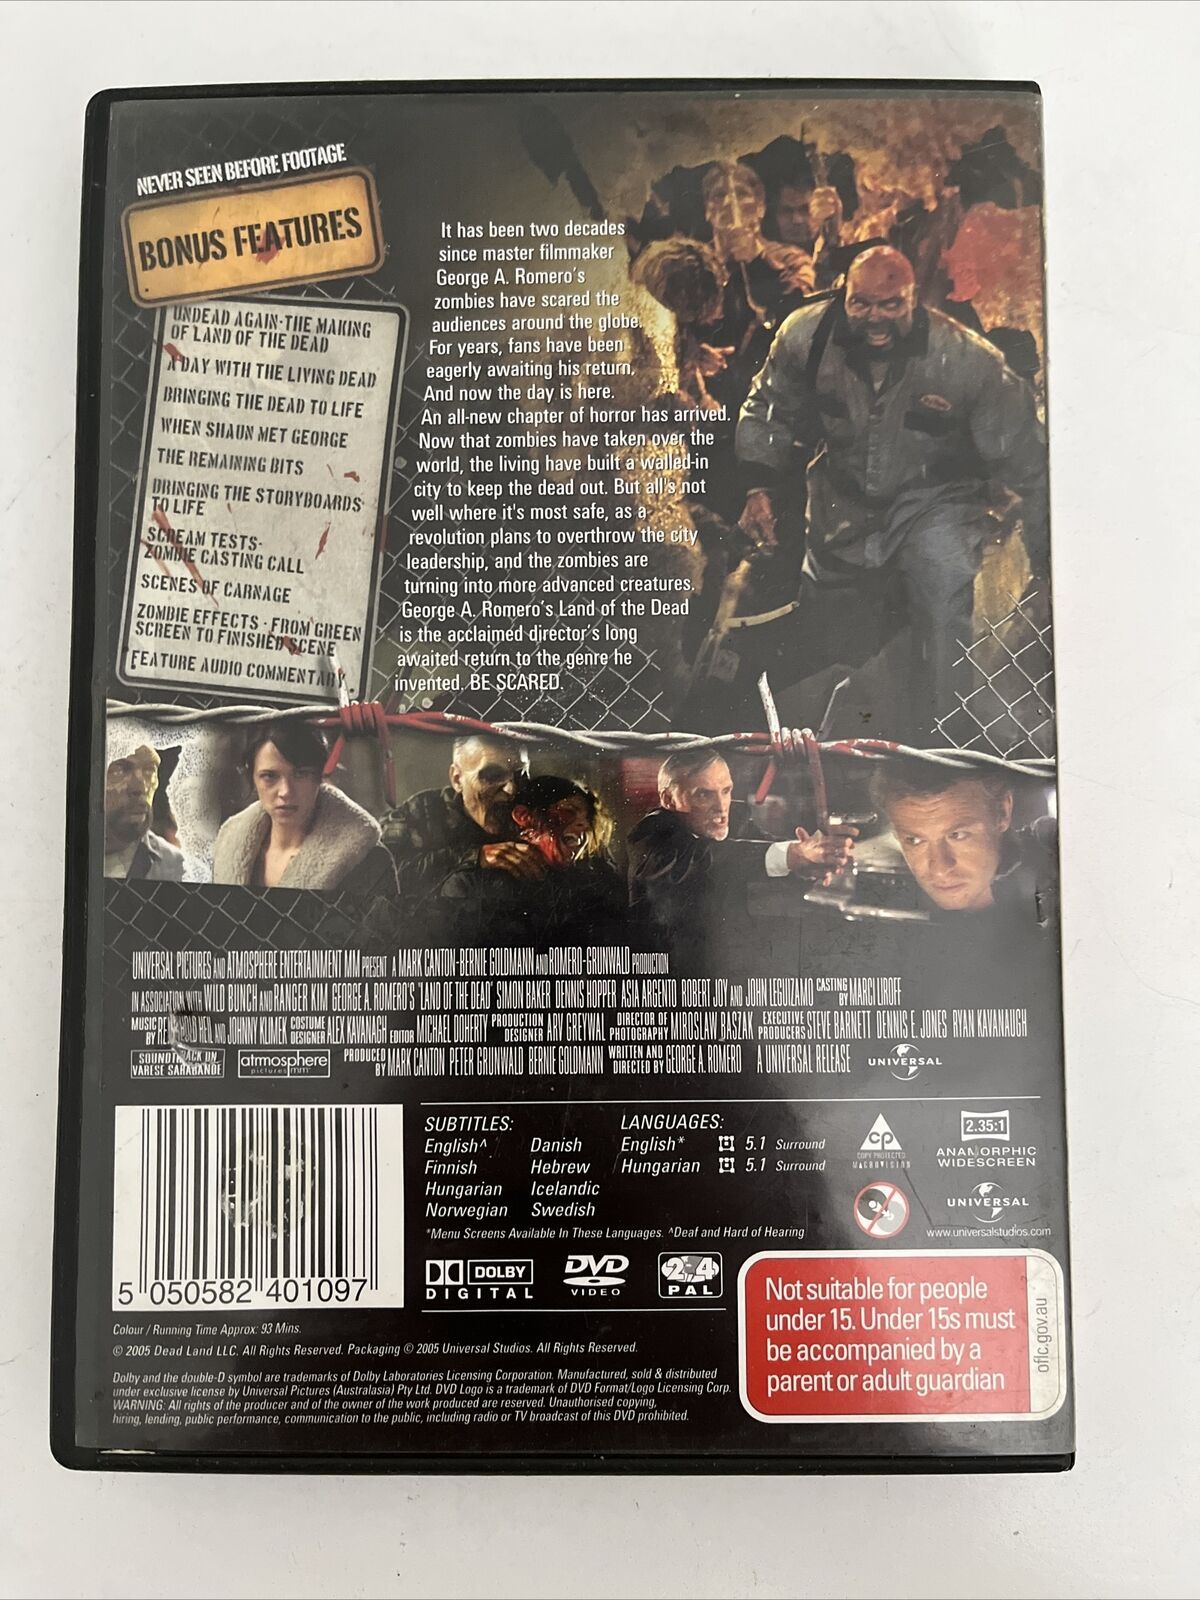 NEVER SEEN BEFORE FOOTAGE
BONUS FEATURES
UNDEAD AGAIN-THE MAKING
OF LAND OF THE DEAD
A DAY WITH THE LIVING DEAD
BRINGING THE DEAD TO LIFE
WHEN SHAUN MET GEORGE
THE REMAINING BITS
BRINGING THE STORYBOARDS
TO LIFE
SCREAM TESTS-
ZOMBIE CASTING CALL
SCENES OF CARNAGE
ZOMBIE EFFECTS - FROM GREEN
SCREEN TO FINISHED SCENE
FEATURE AUDIO COMMENTARY
It has been two decades
since master filmmaker
George A. Romero's
zombies have scared the
audiences around the globe.
For years, fans have been
eagerly awaiting his return.
And now the day is here.
An all-new chapter of horror has arrived.
Now that zombies have taken over the
world, the living have built a walled-in
city to keep the dead out. But all's not
well where it's most safe, as a
revolution plans to overthrow the city
leadership, and the zombies are
turning into more advanced creatures.
George A. Romero's Land of the Dead
is the acclaimed director's long
awaited return to the genre he
invented. BE SCARED.
UNIVERSAL PICTURES AND ATMOSPHERE ENTERTAINMENT MM PRESENT A MARK CANTON-BERNIE GOLDMANN AND ROMERO-GRUNWALD PRODUCTION
IN ASSOCIATION WITH WILD BUNCH AND RANGER KIM GEORGE A. ROMERO'S "LAND OF THE DEAD" SIMON BAKER DENNIS HOPPER ASIA ARGENTO ROBERT JOY AND JOHN LEGUIZAMO CASTING BY MARCI LIROFF
MUSIC BY REINHOLD HEIL AND JOHNNY KLIMEK COSTUME DESIGNER ALEX KAVANAGH EDITOR MICHAEL DOHERTY PRODUCTION DESIGNER ARV GREYWAL DIRECTOR OF PHOTOGRAPHY MIROSLAW BASZAK EXECUTIVE PRODUCERS STEVE BARNETT DENNIS E. JONES RYAN KAVANAUGH
SOUNDTRACK ON
VARESE SARABANDE
atmosphere
pictures mm
PRODUCED BY MARK CANTON PETER GRUNWALD BERNIE GOLDMANN WRITTEN AND DIRECTED BY GEORGE A. ROMERO A UNIVERSAL RELEASE UNIVERSAL
5 050582 401097
SUBTITLES:
English^ Danish
Finnish Hebrew
Hungarian Icelandic
Norwegian Swedish
LANGUAGES:
English* 5.1 Surround
Hungarian 5.1 Surround
*Menu Screens Available In These Languages. ^Deaf and Hard of Hearing
CP
COPY PROTECTED
MACROVISION
2.35:1
ANAMORPHIC
WIDESCREEN
UNIVERSAL
www.universalstudios.com
DOLBY
DIGITAL
DVD
VIDEO
2 4
PAL
Not suitable for people
under 15. Under 15s must
be accompanied by a
parent or adult guardian
oflc.gov.au
Colour / Running Time Approx: 93 Mins.
© 2005 Dead Land LLC. All Rights Reserved. Packaging © 2005 Universal Studios. All Rights Reserved.
Dolby and the double-D symbol are trademarks of Dolby Laboratories Licensing Corporation. Manufactured, sold & distributed
under exclusive license by Universal Pictures (Australasia) Pty Ltd. DVD Logo is a trademark of DVD Format/Logo Licensing Corp.
WARNING: All rights of the producer and of the owner of the work produced are reserved. Unauthorised copying,
hiring, lending, public performance, communication to the public, including radio or TV broadcast of this DVD prohibited.